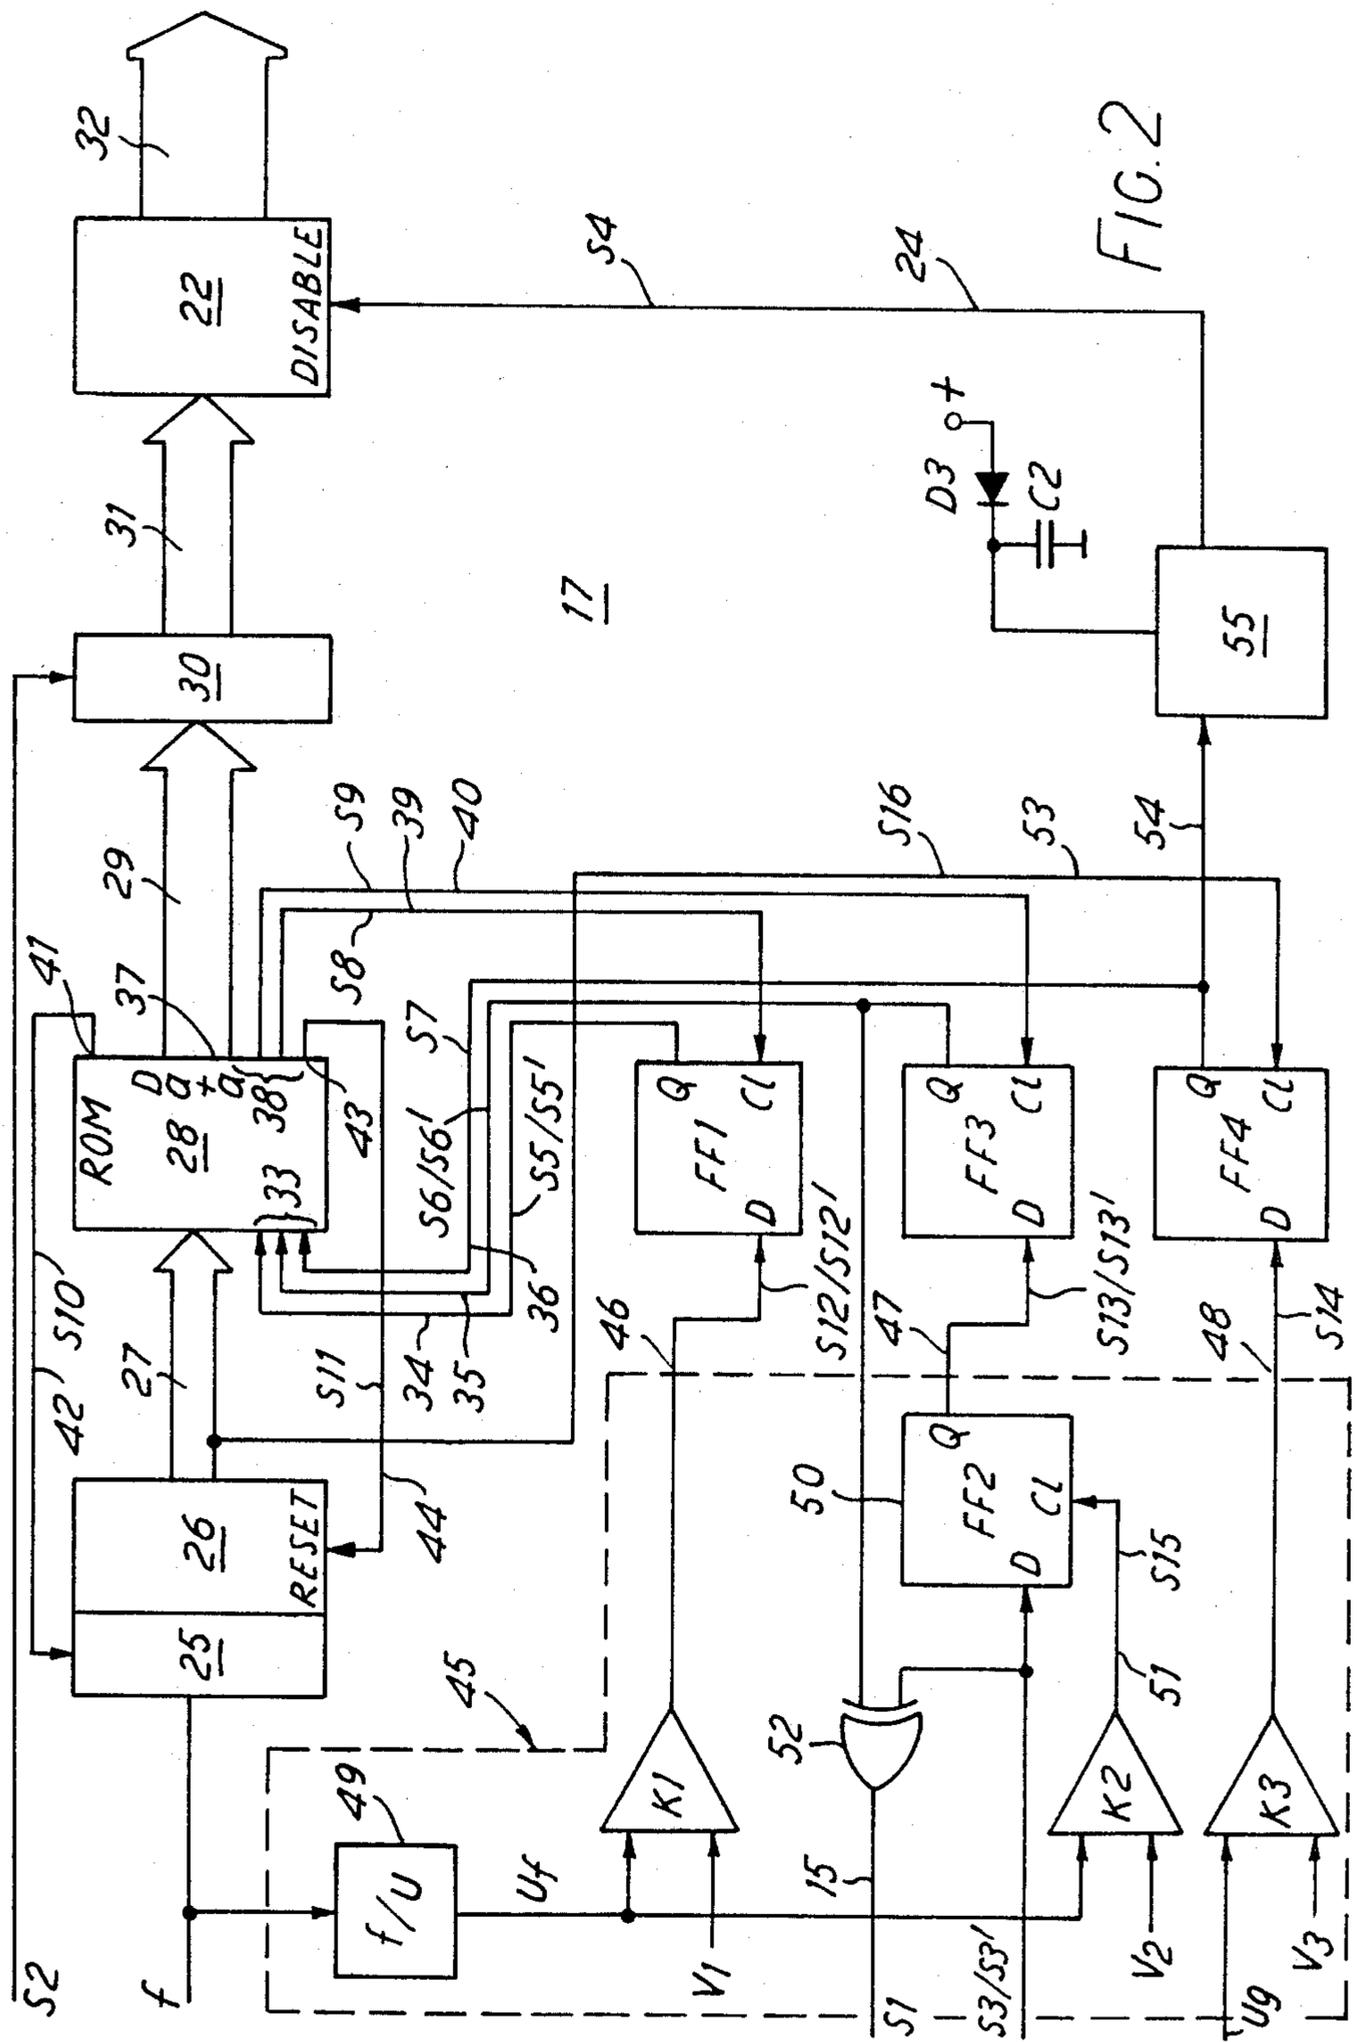 S2
f
42
S10
41
25
26
RESET
27
ROM
28
D
a
t
a
33
38
37
29
30
31
22
DISABLE
32
43
S11
44
34
35
36
S7
S6/S6'
S5/S5'
S8
39
S9
40
17
S4
24
45
49
f/U
Uf
V1
K1
46
S12/S12'
FF1
D
Q
CL
S16
53
54
D3
+
C2
55
S1
15
52
50
FF2
D
Q
CL
47
S13/S13'
FF3
D
Q
CL
S3/S3'
V2
K2
51
S15
Ug
V3
K3
48
S14
FF4
D
Q
CL
FIG. 2